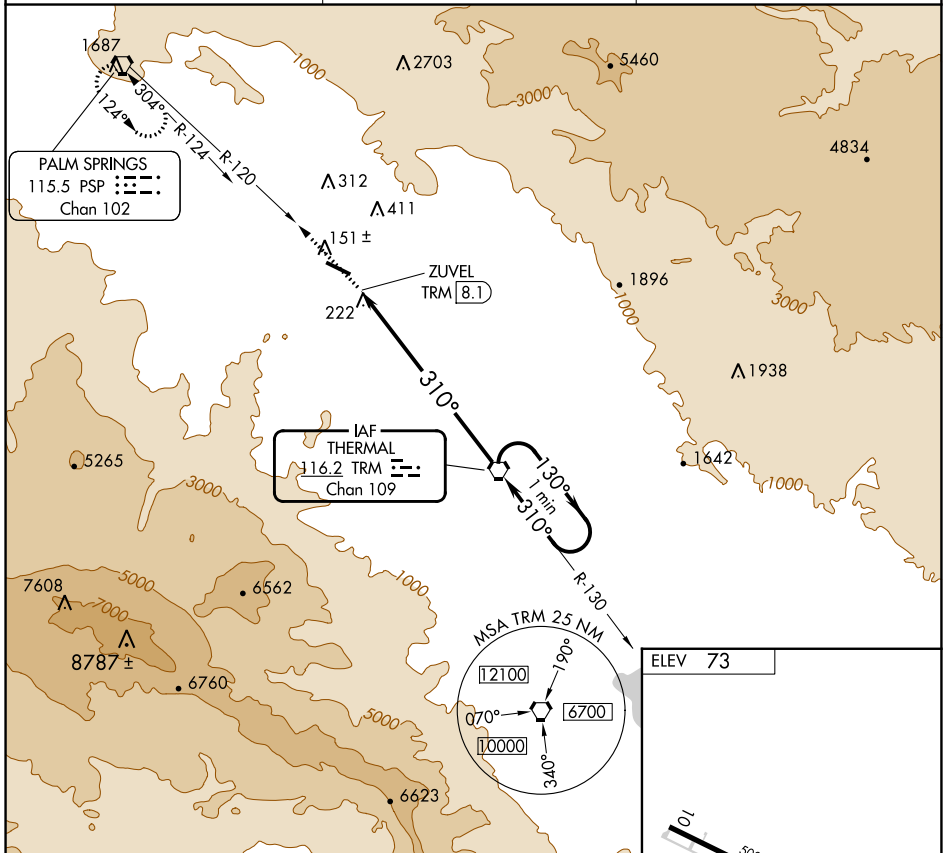 1687
1000
2703
5460
3000
4834
304°
124°
R-124
R-120
PALM SPRINGS
115.5 PSP
Chan 102
312
411
151 ±
ZUVEL
TRM 8.1
222
1896
1000
3000
310°
1938
IAF
THERMAL
116.2 TRM
Chan 109
5265
3000
130°
1 min
310°
1642
1000
1000
R-130
7608
5000
7000
6562
8787 ±
6760
5000
6623
MSA TRM 25 NM
190°
12100
070°
6700
10000
340°
ELEV 73
10